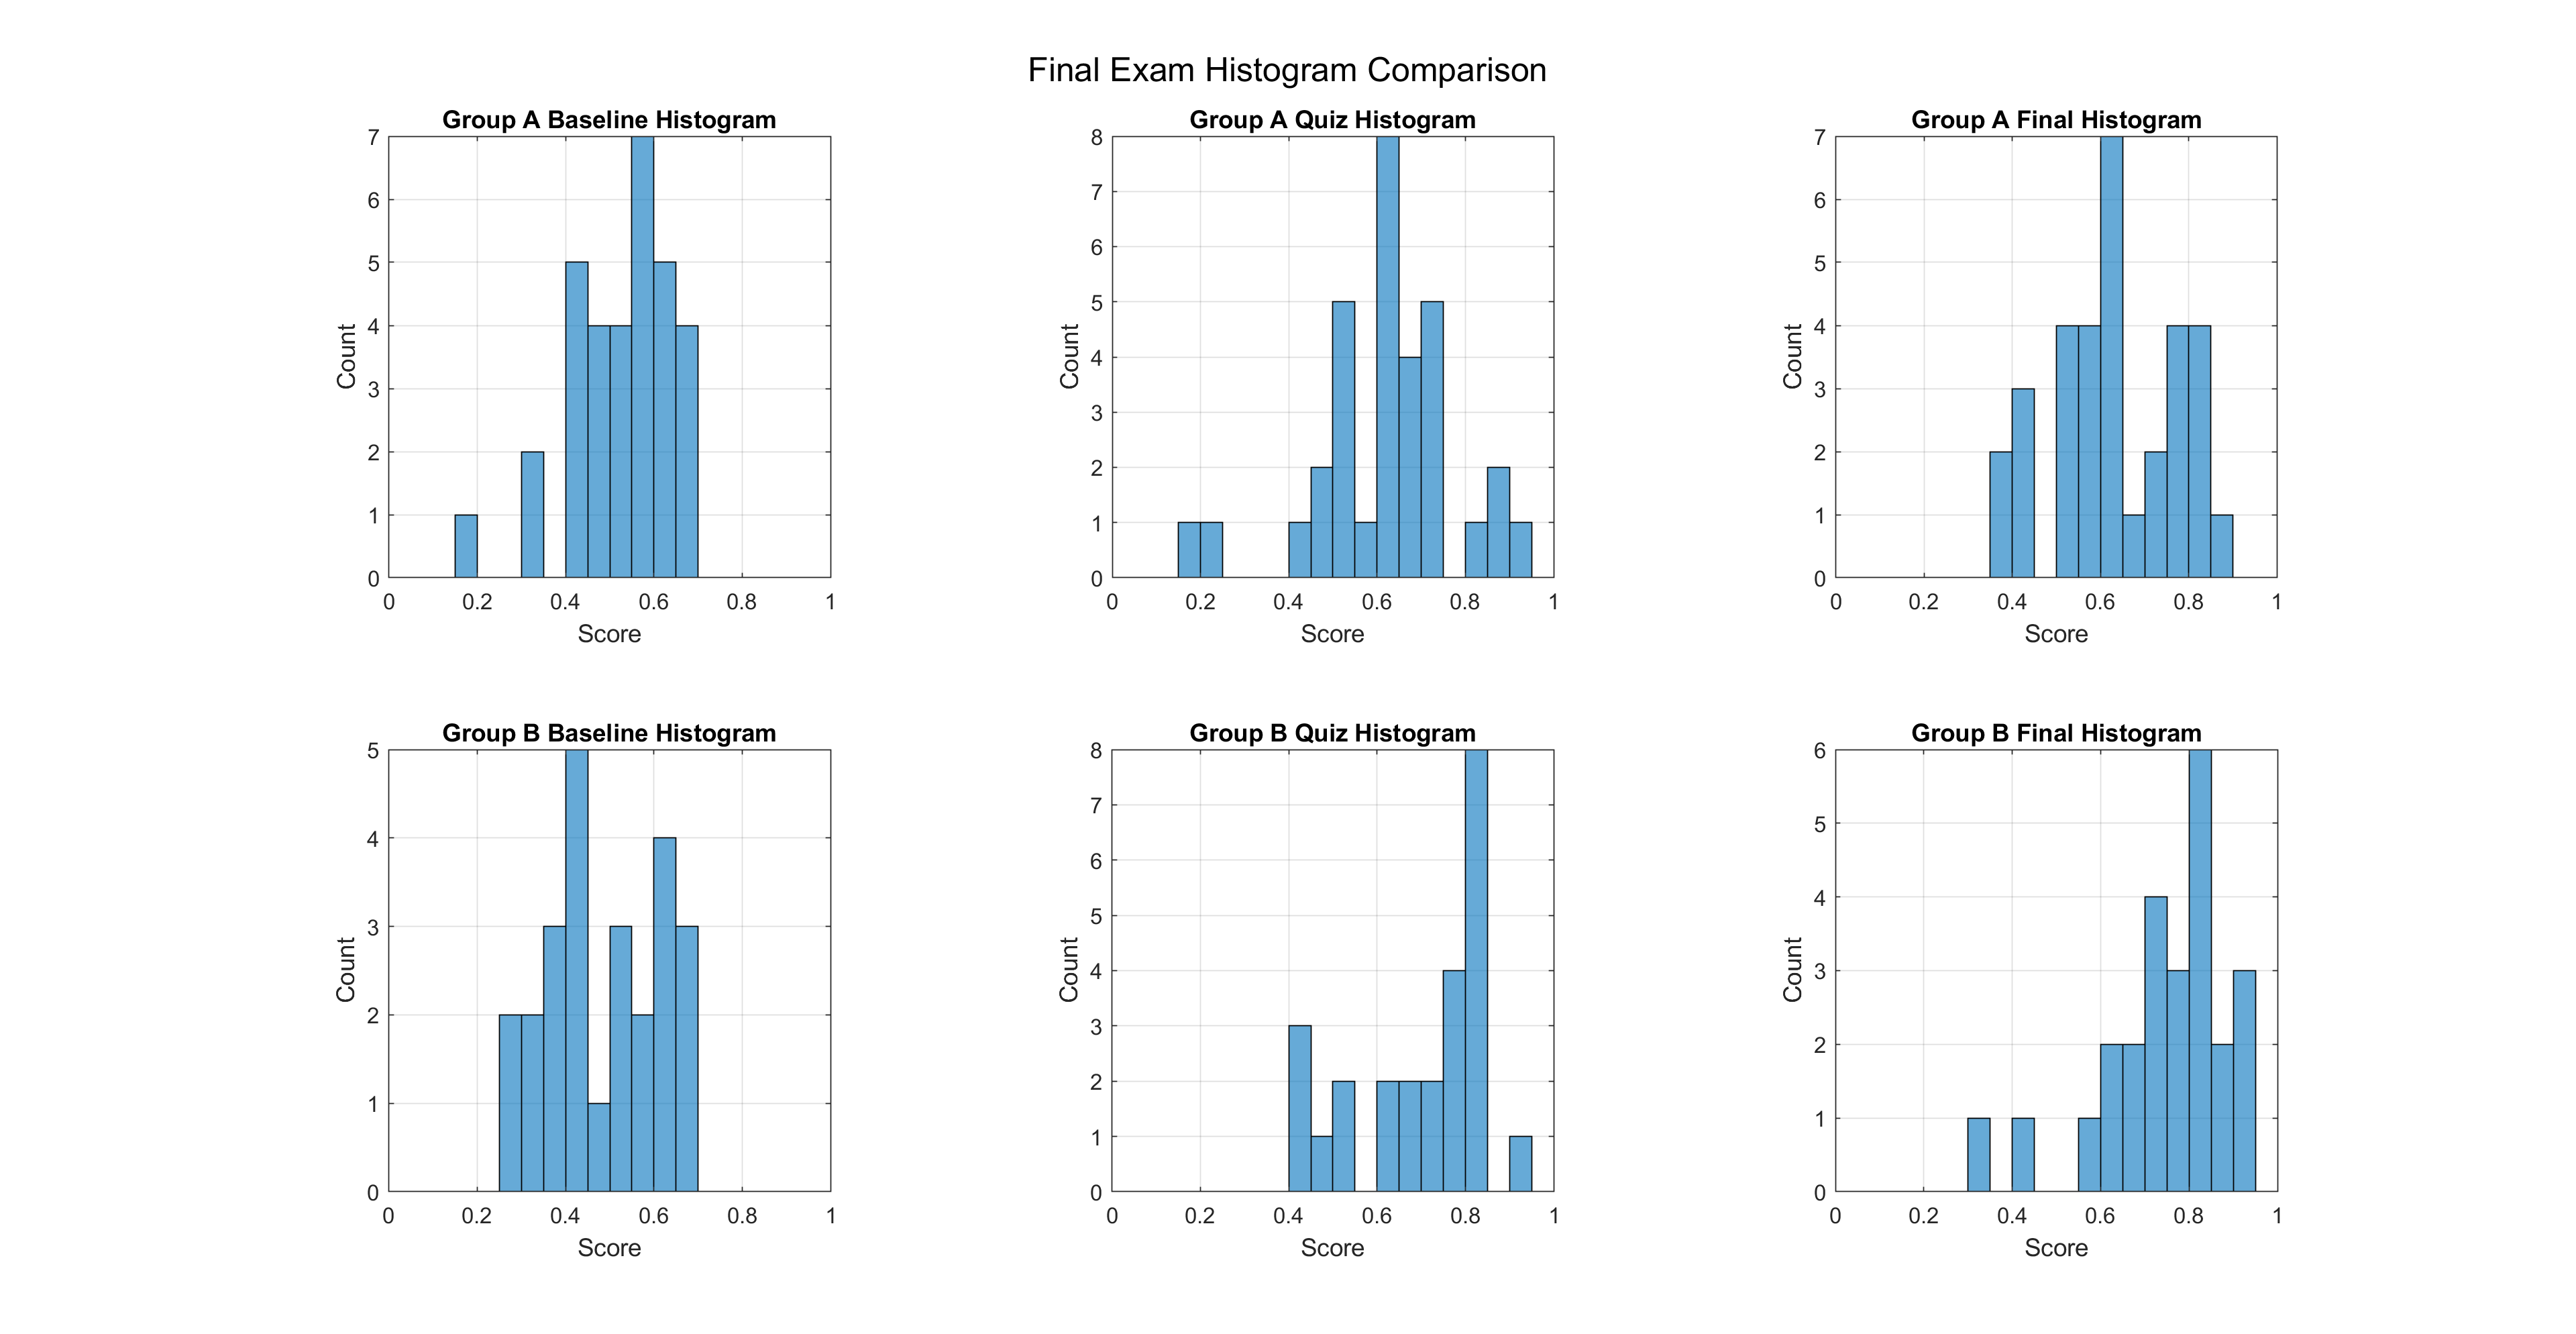 Final Exam Histogram Comparison
Group A Baseline Histogram
7
6
5
4
3
2
1
0
Count
0 0.2 0.4 0.6 0.8 1
Score
Group A Quiz Histogram
8
7
6
5
4
3
2
1
0
Count
0 0.2 0.4 0.6 0.8 1
Score
Group A Final Histogram
7
6
5
4
3
2
1
0
Count
0 0.2 0.4 0.6 0.8 1
Score
Group B Baseline Histogram
5
4
3
2
1
0
Count
0 0.2 0.4 0.6 0.8 1
Score
Group B Quiz Histogram
8
7
6
5
4
3
2
1
0
Count
0 0.2 0.4 0.6 0.8 1
Score
Group B Final Histogram
6
5
4
3
2
1
0
Count
0 0.2 0.4 0.6 0.8 1
Score